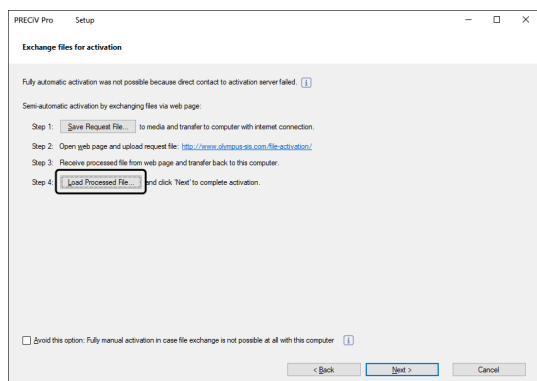 PRECiV Pro Setup
Exchange files for activation
Fully automatic activation was not possible because direct contact to activation server failed. i
Semi-automatic activation by exchanging files via web page:
Step 1: Save Request File... to media and transfer to computer with internet connection.
Step 2: Open web page and upload request file: http://www.olympus-sis.com/file-activation/
Step 3: Receive processed file from web page and transfer back to this computer.
Step 4: Load Processed File... and click 'Next' to complete activation.
Avoid this option: Fully manual activation in case file exchange is not possible at all with this computer i
< Back Next > Cancel